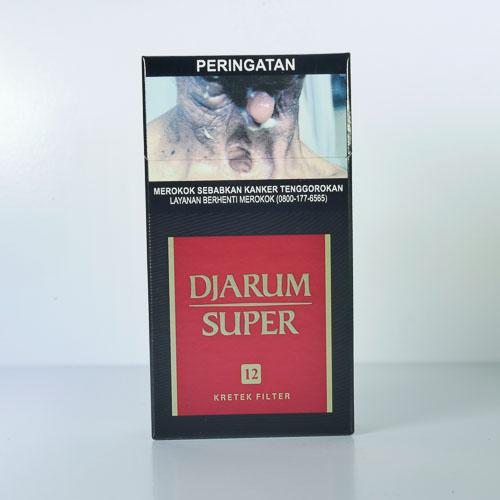 PERINGATAN
MEROKOK SEBABKAN KANKER TENGGOROKAN
LAYANAN BERHENTI MEROKOK (0800-177-6565)
DJARUM
SUPER
12
KRETEK FILTER